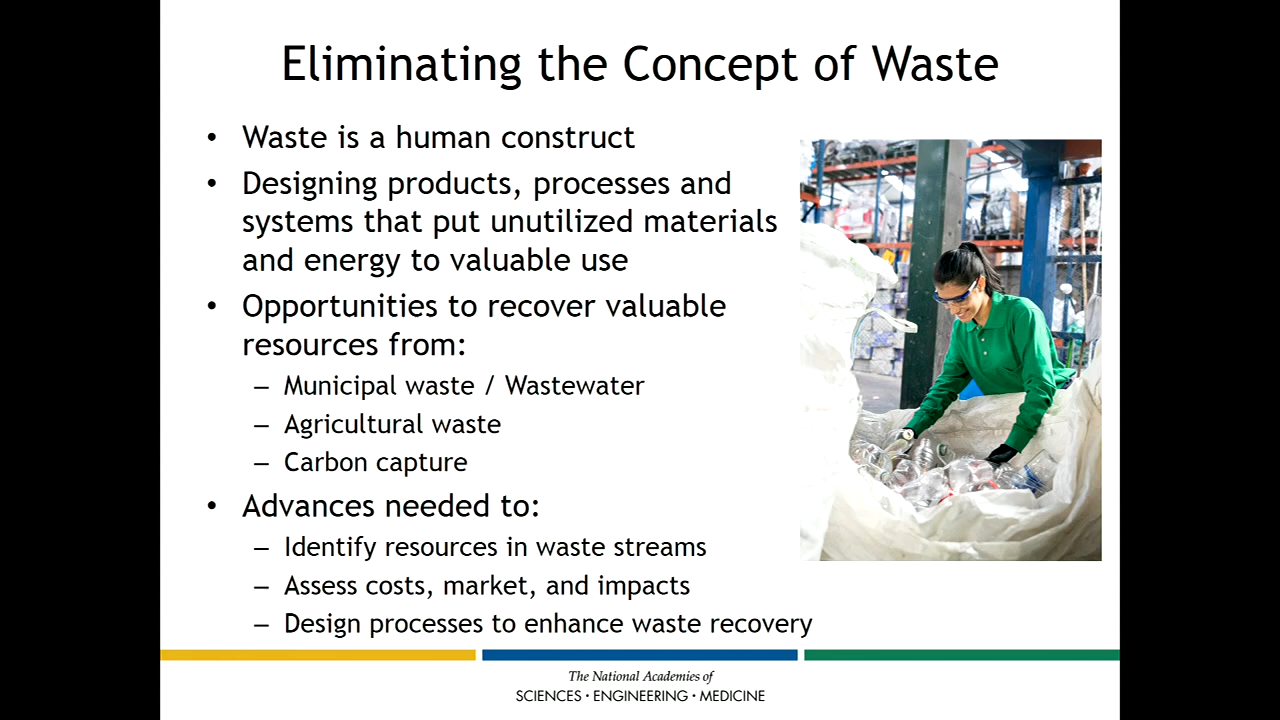 Eliminating the Concept of Waste
• Waste is a human construct
• Designing products, processes and
systems that put unutilized materials
and energy to valuable use
• Opportunities to recover valuable
resources from:
– Municipal waste / Wastewater
– Agricultural waste
– Carbon capture
• Advances needed to:
– Identify resources in waste streams
– Assess costs, market, and impacts
– Design processes to enhance waste recovery
The National Academies of
SCIENCES · ENGINEERING · MEDICINE